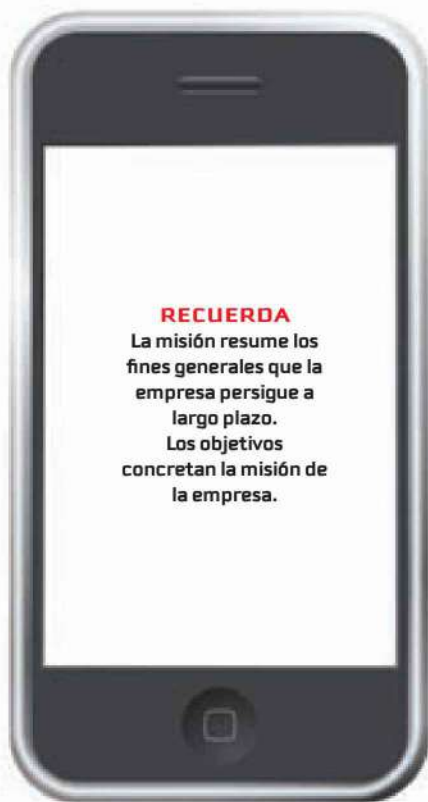 RECUERDA
La misión resume los
fines generales que la
empresa persigue a
largo plazo.
Los objetivos
concretan la misión de
la empresa.